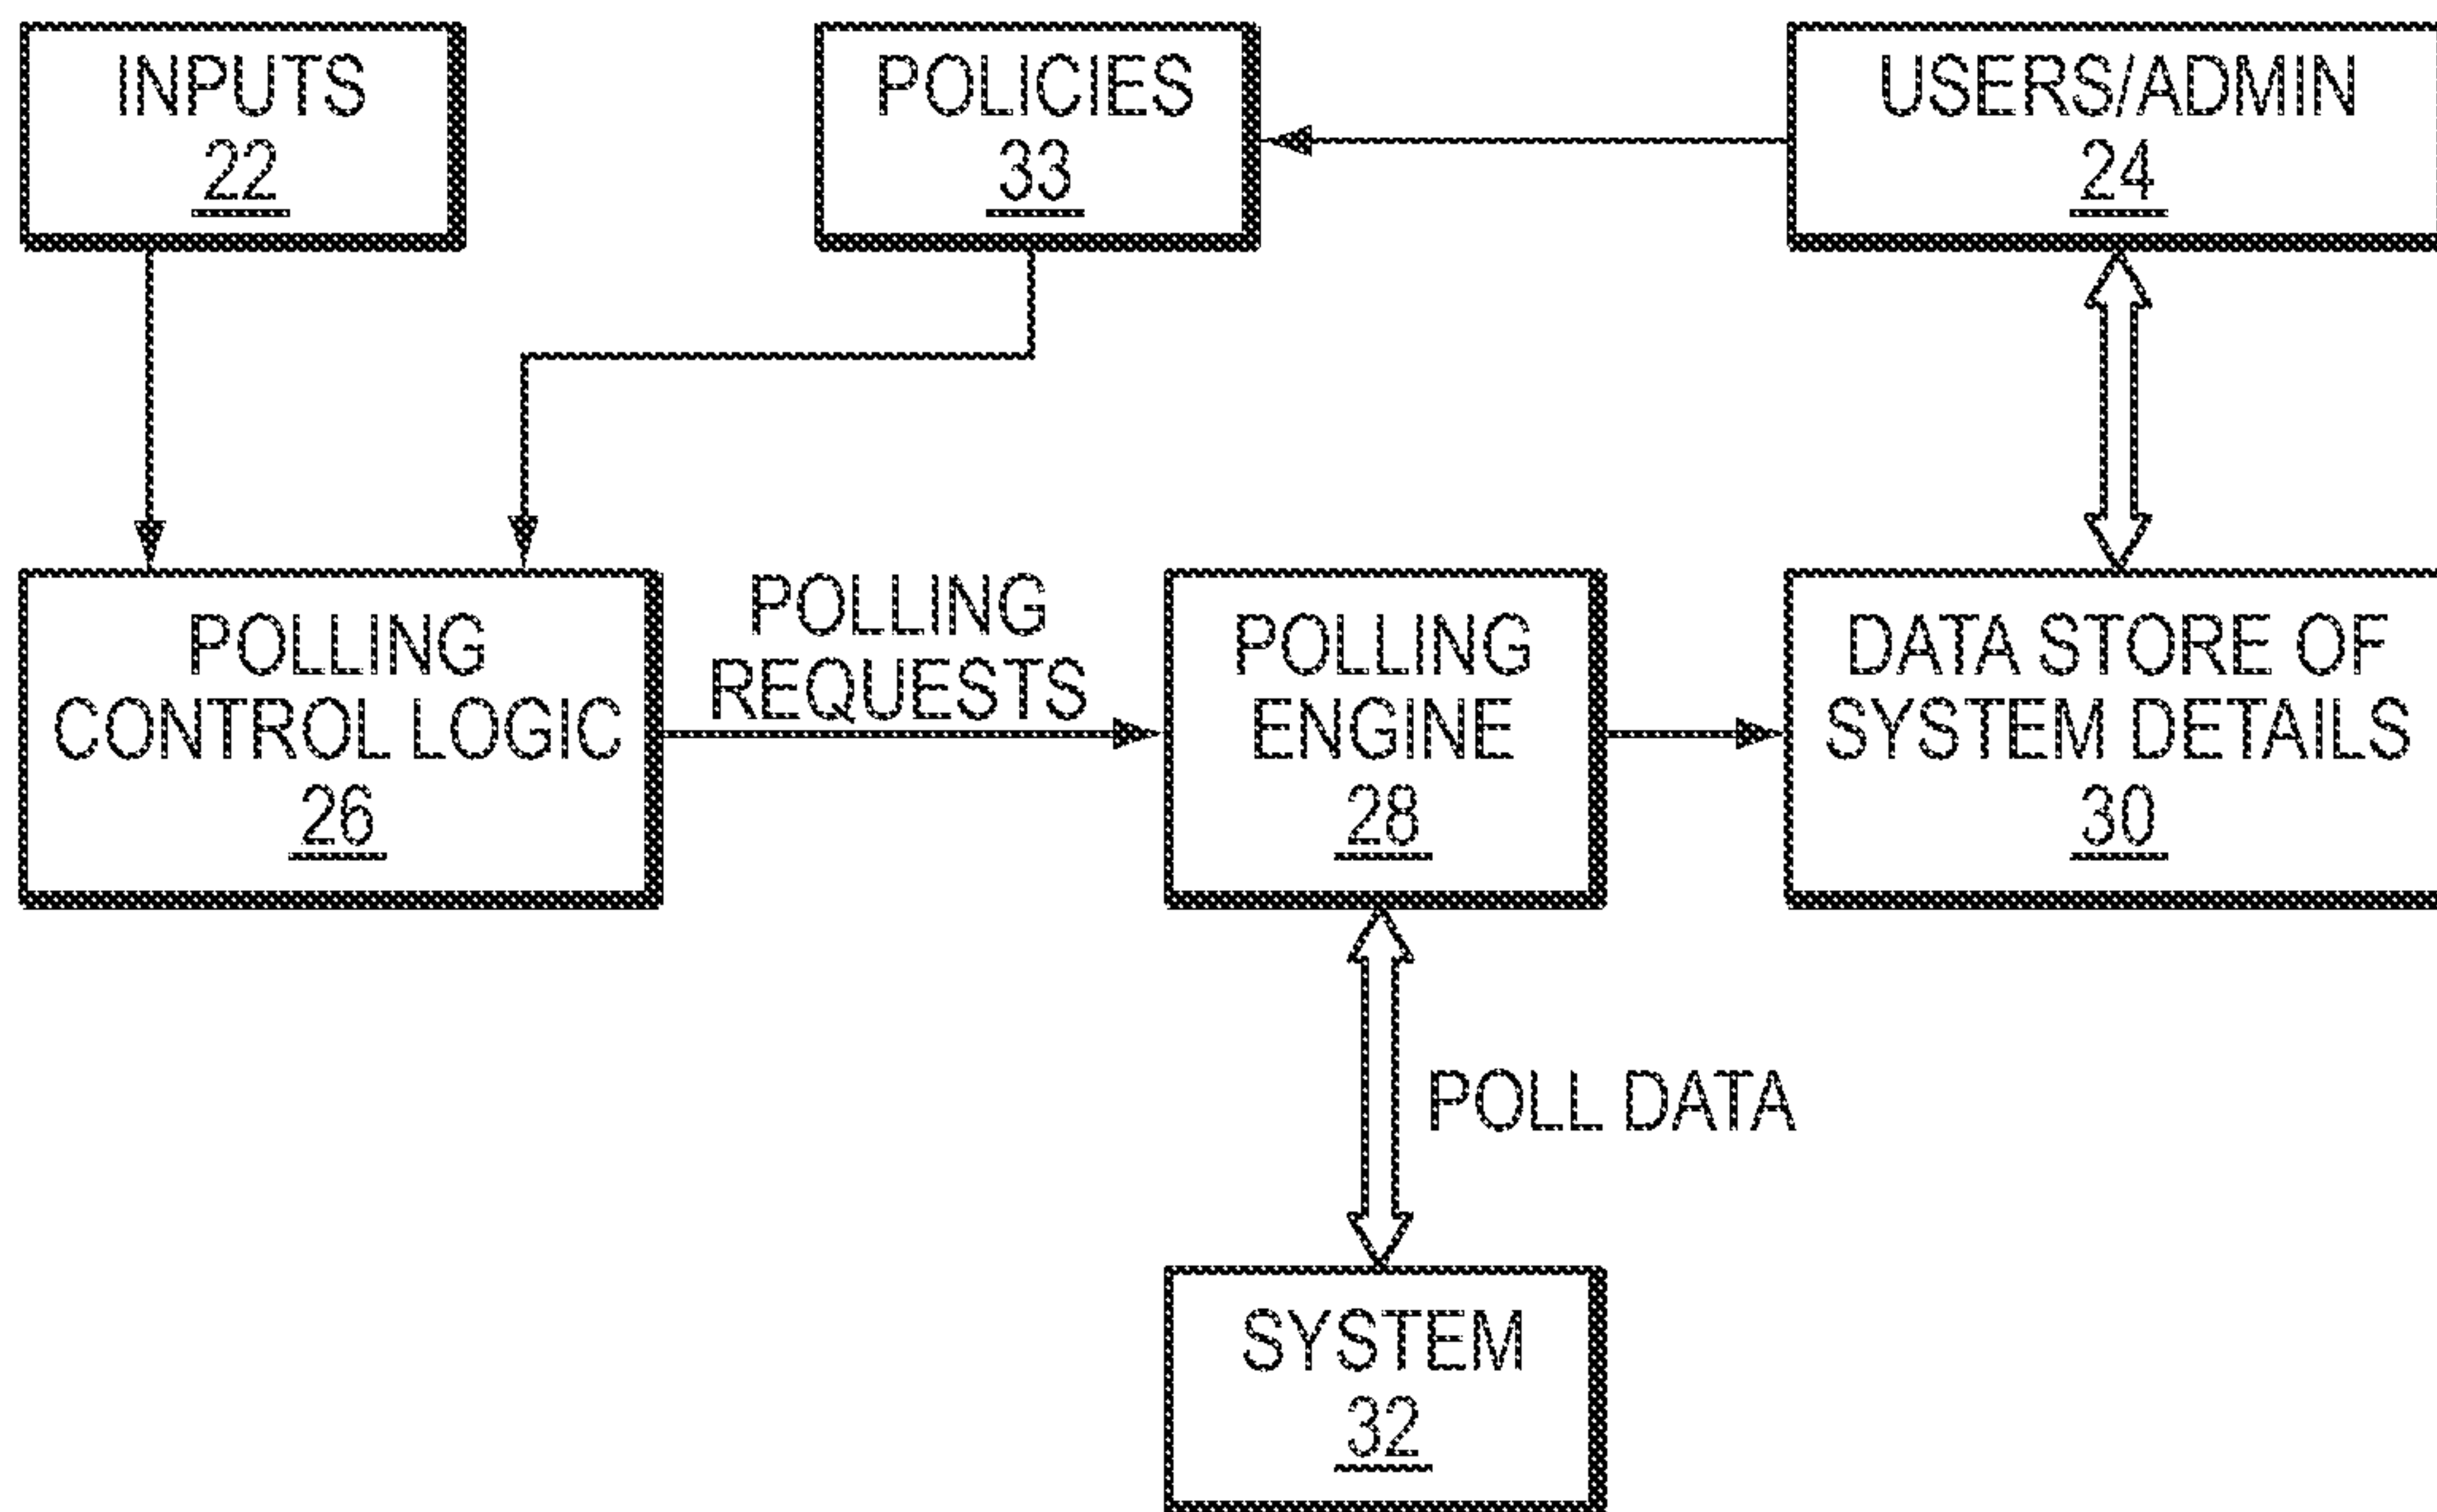 INPUTS
22
POLICIES
33
USERS/ADMIN
24
POLLING
CONTROL LOGIC
26
POLLING
REQUESTS
POLLING
ENGINE
28
DATA STORE OF
SYSTEM DETAILS
30
POLL DATA
SYSTEM
32